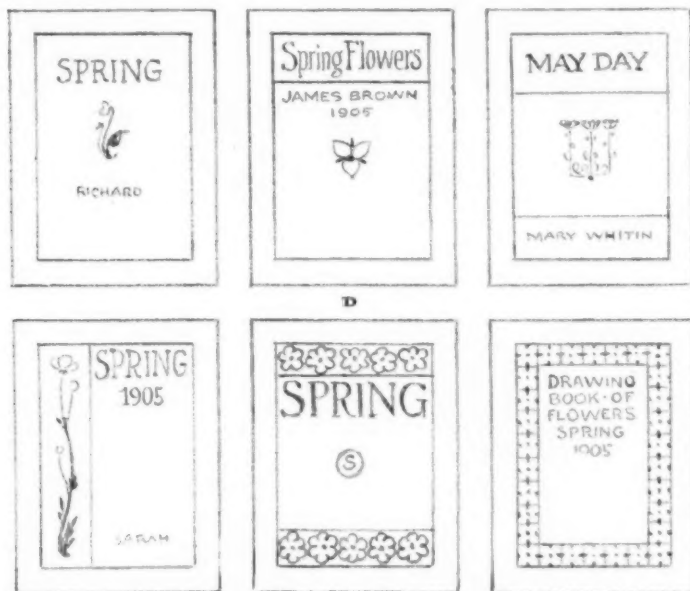 SPRING
RICHARD
Spring Flowers
JAMES BROWN
1905
MAY DAY
MARY WHITIN
D
SPRING
1905
SARAH
SPRING
S
DRAWING
BOOK·OF
FLOWERS
SPRING
1905